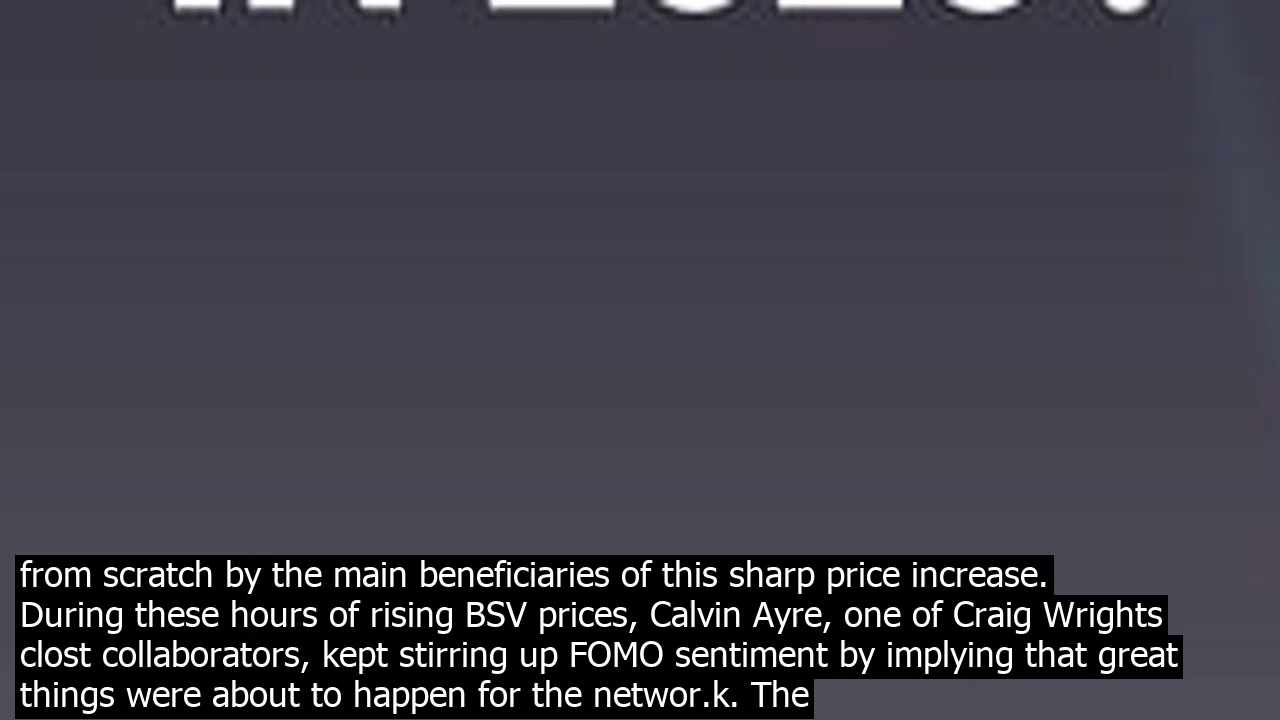 from scratch by the main beneficiaries of this sharp price increase.
During these hours of rising BSV prices, Calvin Ayre, one of Craig Wrights
clost collaborators, kept stirring up FOMO sentiment by implying that great
things were about to happen for the networ.k. The